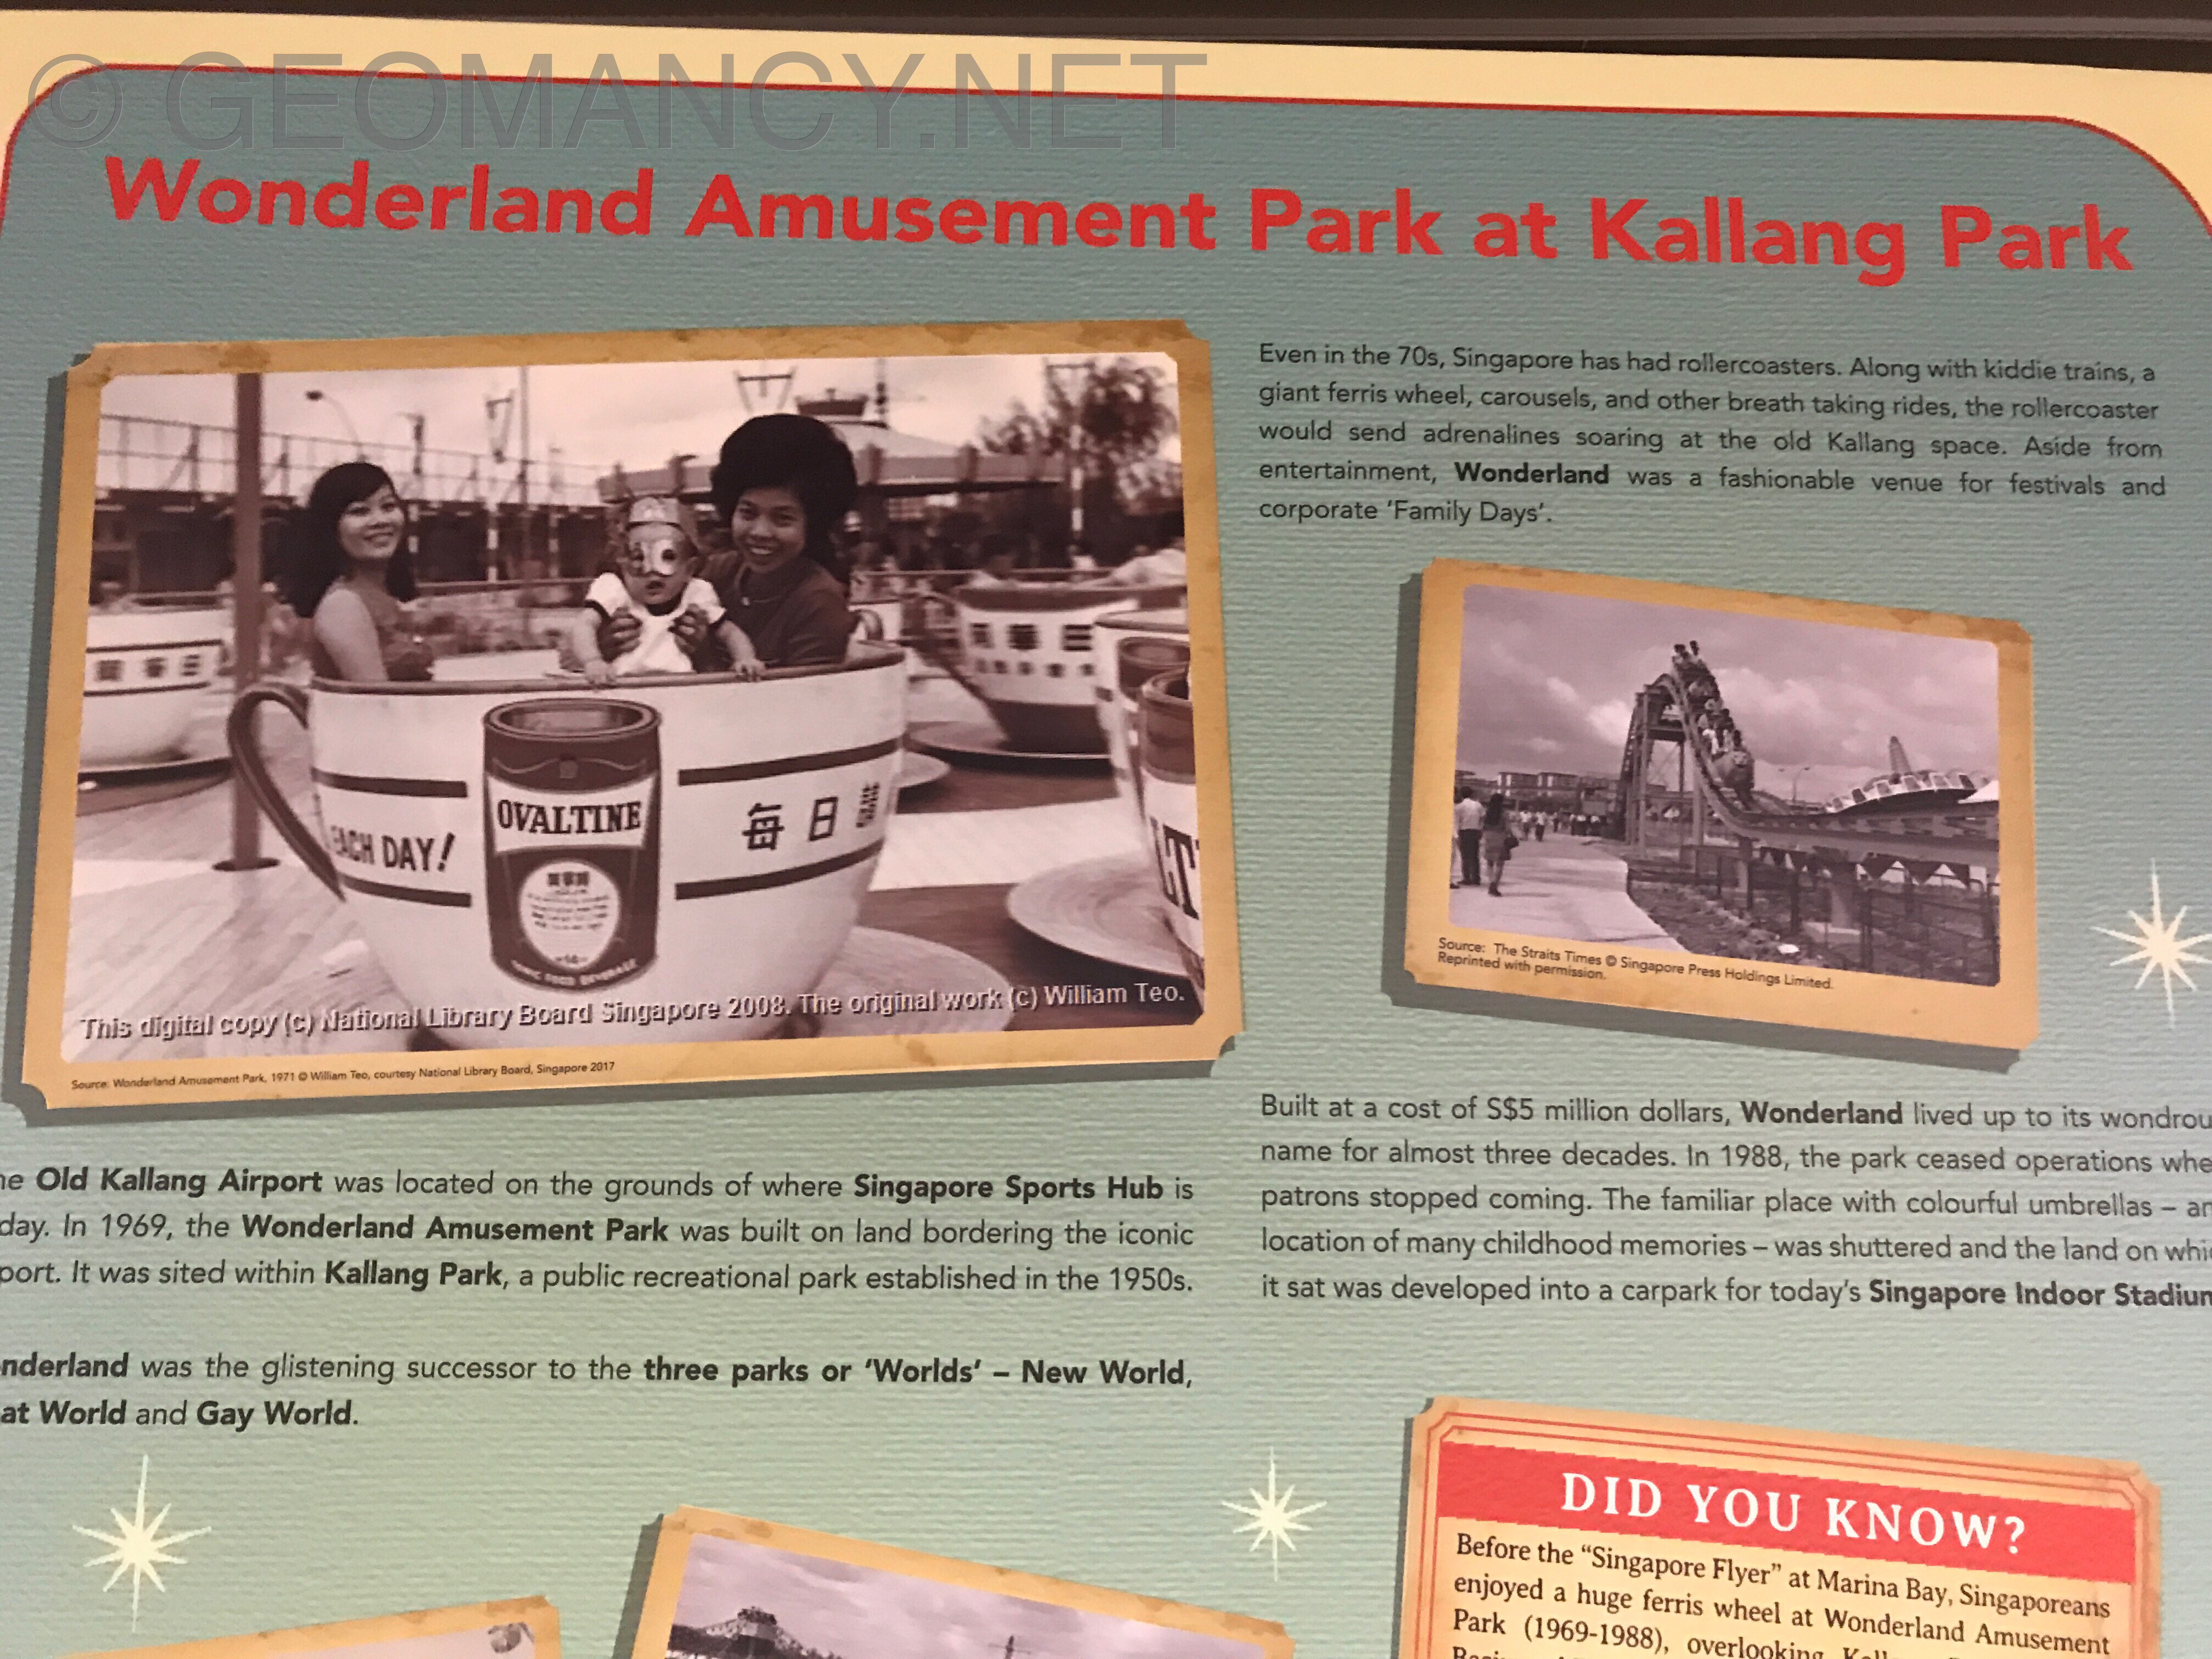 © GEOMANCY.NET
Wonderland Amusement Park at Kallang Park
EACH DAY!
OVALTINE
每日
This digital copy (c) National Library Board Singapore 2008. The original work (c) William Teo.
Source: Wonderland Amusement Park, 1971 © William Teo, courtesy National Library Board, Singapore 2017
Even in the 70s, Singapore has had rollercoasters. Along with kiddie trains, a
giant ferris wheel, carousels, and other breath taking rides, the rollercoaster
would send adrenalines soaring at the old Kallang space. Aside from
entertainment, Wonderland was a fashionable venue for festivals and
corporate ‘Family Days’.
Source: The Straits Times © Singapore Press Holdings Limited.
Reprinted with permission.
he Old Kallang Airport was located on the grounds of where Singapore Sports Hub is
day. In 1969, the Wonderland Amusement Park was built on land bordering the iconic
port. It was sited within Kallang Park, a public recreational park established in the 1950s.
nderland was the glistening successor to the three parks or ‘Worlds’ – New World,
at World and Gay World.
Built at a cost of S$5 million dollars, Wonderland lived up to its wondrou
name for almost three decades. In 1988, the park ceased operations whe
patrons stopped coming. The familiar place with colourful umbrellas – an
location of many childhood memories – was shuttered and the land on whi
it sat was developed into a carpark for today’s Singapore Indoor Stadium
DID YOU KNOW?
Before the “Singapore Flyer” at Marina Bay, Singaporeans
enjoyed a huge ferris wheel at Wonderland Amusement
Park (1969-1988), overlooking